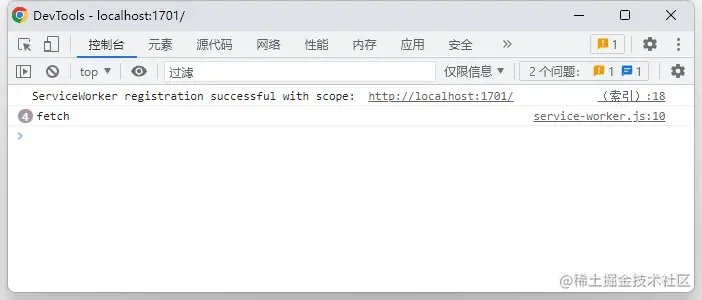 DevTools - localhost:1701/
控制台 元素 源代码 网络 性能 内存 应用 安全 » 1
top ▼ 过滤 仅限信息 ▼ 2 个问题: 1 1
ServiceWorker registration successful with scope: http://localhost:1701/ (索引):18
4 fetch service-worker.js:10
›
@稀土掘金技术社区